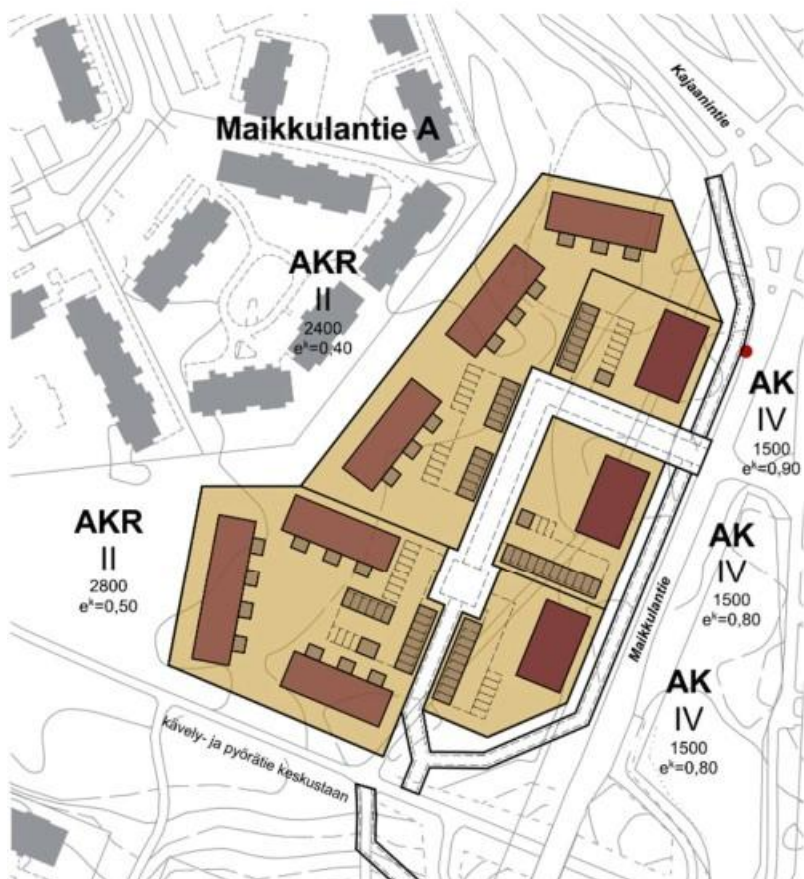 Kajaanintie
Maikkulantie A
AKR
II
2400
eᵏ=0,40
AK
IV
1500
eᵏ=0,90
AKR
II
2800
eᵏ=0,50
AK
IV
1500
eᵏ=0,80
Maikkulantie
AK
IV
1500
eᵏ=0,80
kävely- ja pyörätie keskustaan